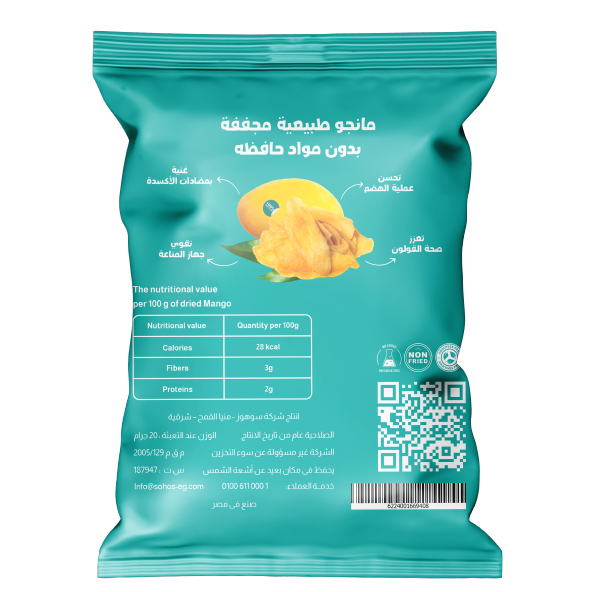 مانجو طبيعية مجففة
بدون مواد حافظه
غنية
بمضادات الأكسدة
تحسن
عملية الهضم
تقوي
جهاز المناعة
تعزز
صحة القولون
The nutritional value
per 100 g of dried Mango
Nutritional value Quantity per 100g
Calories 28 kcal
Fibers 3g
Proteins 2g
NON
FRIED
انتاج شركة سوهوز - منيا القمح - شرقية
الصلاحية عام من تاريخ الانتاج الوزن عند التعبئة ، 20 جرام
الشركة غير مسؤولة عن سوء التخزين م ق م 2005/129
يحفظ فى مكان بعيد عن أشعة الشمس س ت : 187947
خدمــة العملاء: 0100 611 000 1 Info@sohos-eg.com
صنع فى مصر
6224001669408